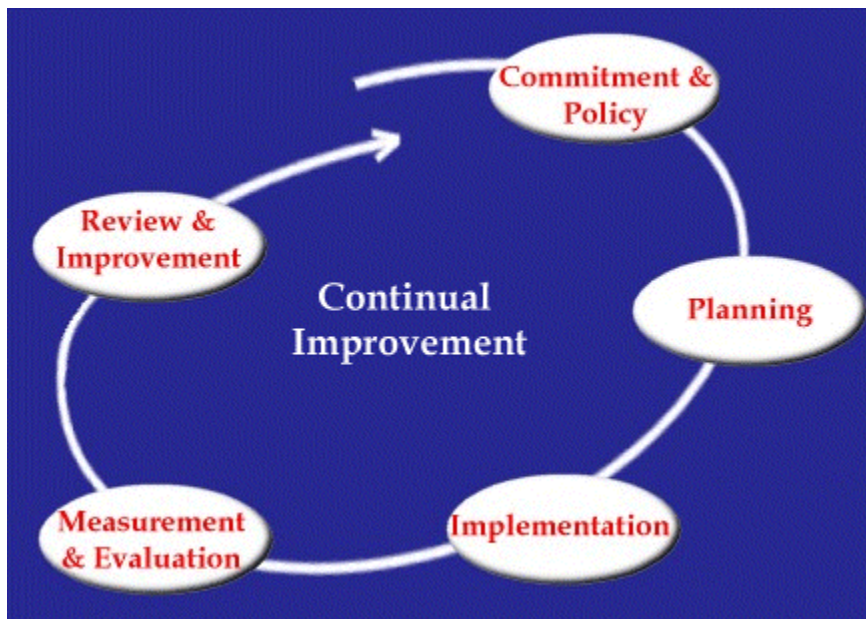 Commitment &
Policy
Planning
Implementation
Measurement
& Evaluation
Review &
Improvement
Continual
Improvement